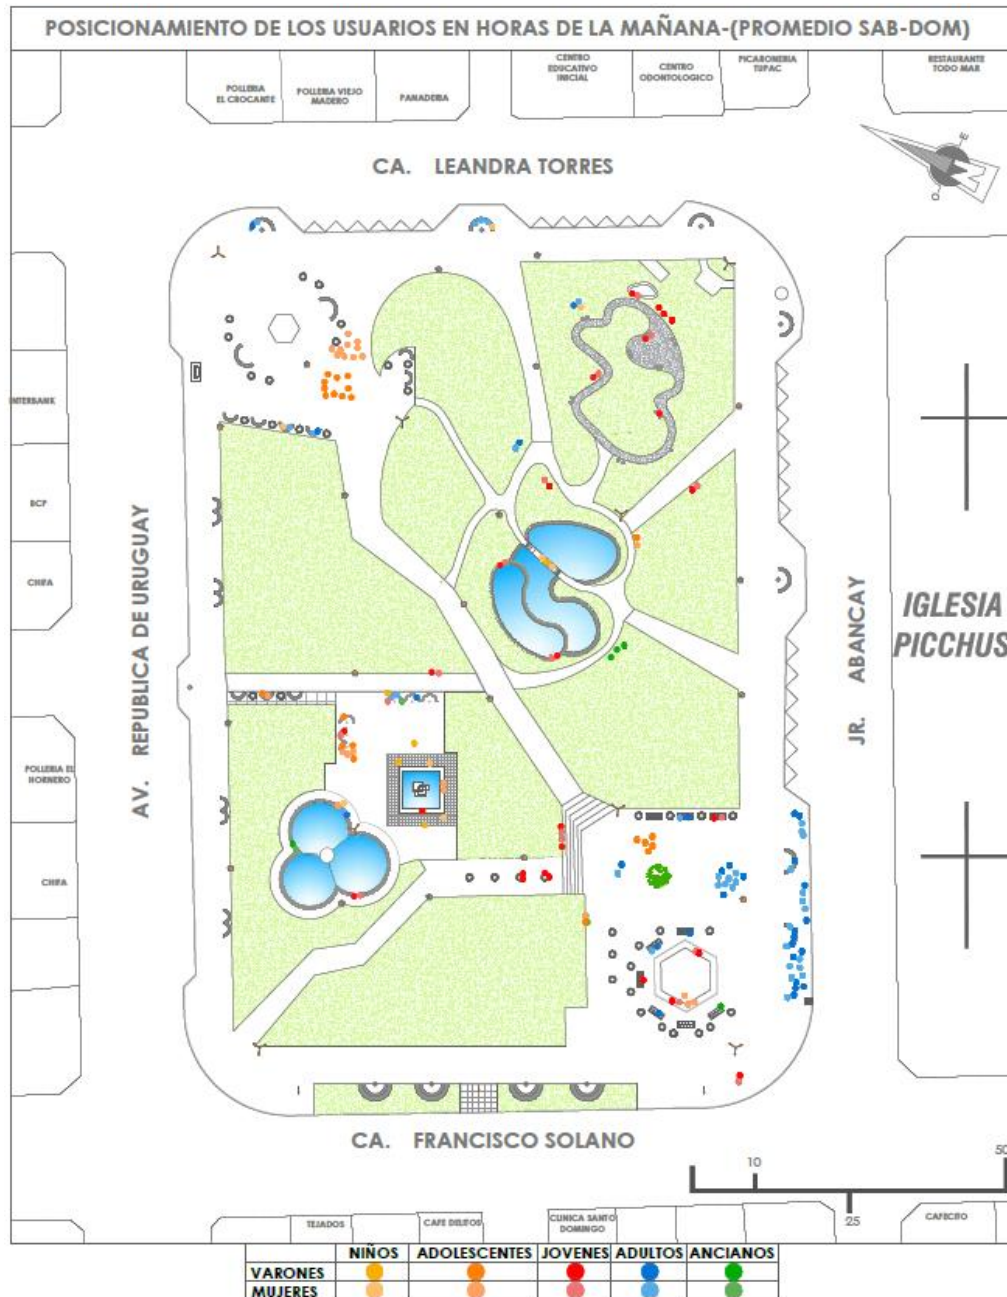 POSICIONAMIENTO DE LOS USUARIOS EN HORAS DE LA MAÑANA-(PROMEDIO SAB-DOM)
POLLERIA
EL CROCANTE
POLLERIA VIEJO
MADERO
PANADERIA
CENTRO
EDUCATIVO
INICIAL
CENTRO
ODONTOLOGICO
PICARONERIA
TUPAC
RESTAURANTE
TODO MAR
CA. LEANDRA TORRES
E
N
O
INTERBANK
BCP
CHIFA
AV. REPUBLICA DE URUGUAY
JR. ABANCAY
IGLESIA
PICCHUS
POLLERIA EL
HORNERO
CHIFA
CA. FRANCISCO SOLANO
10
50
25
TEJADOS
CAFE DELITOS
CLINICA SANTO
DOMINGO
CAFECITO
NIÑOS ADOLESCENTES JOVENES ADULTOS ANCIANOS
VARONES
MUJERES